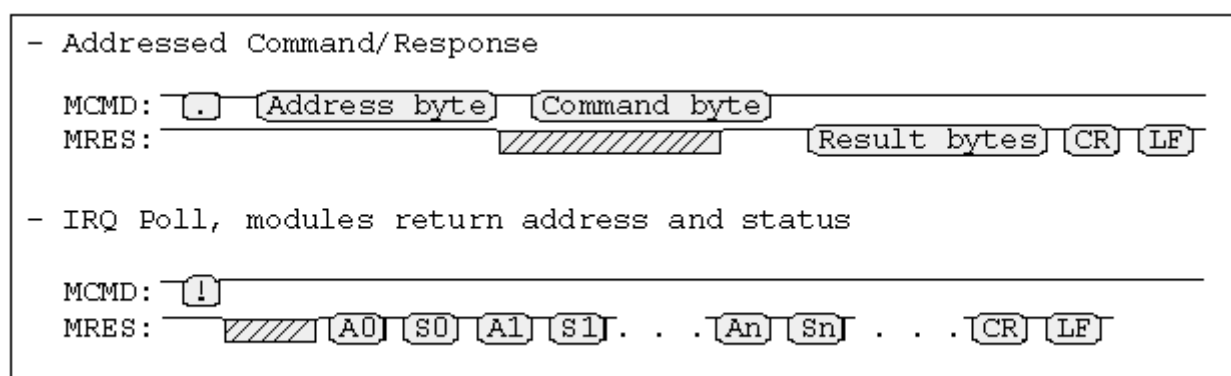 - Addressed Command/Response
MCMD: . Address byte Command byte
MRES: Result bytes CR LF
- IRQ Poll, modules return address and status
MCMD: !
MRES: A0 S0 A1 S1 . . . An Sn . . . CR LF